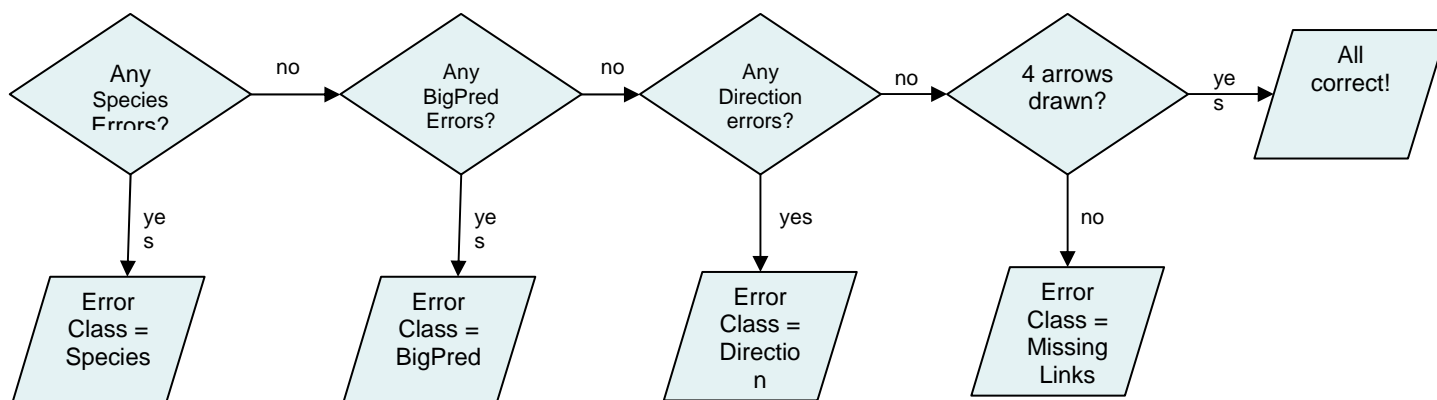 Any
Species
Errors?
no
Any
BigPred
Errors?
no
Any
Direction
errors?
no
4 arrows
drawn?
ye
s
All
correct!
ye
s
ye
s
yes
no
Error
Class =
Species
Error
Class =
BigPred
Error
Class =
Directio
n
Error
Class =
Missing
Links